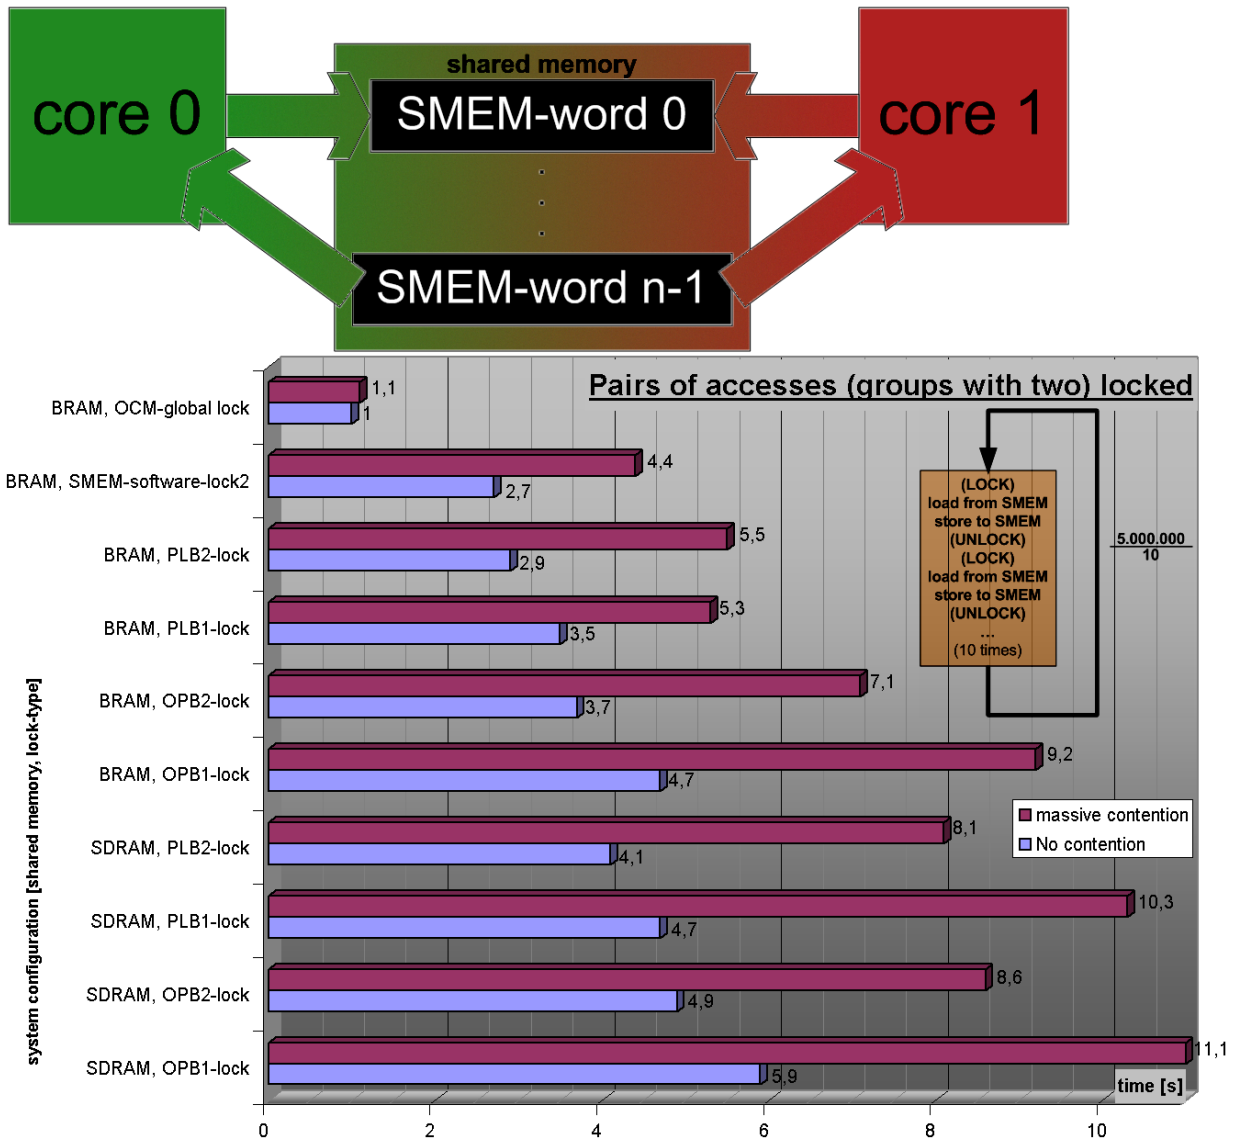 core 0
shared memory
SMEM-word 0
core 1
.
.
.
SMEM-word n-1
Pairs of accesses (groups with two) locked
BRAM, OCM-global lock
1,1
1
BRAM, SMEM-software-lock2
4,4
2,7
BRAM, PLB2-lock
5,5
2,9
BRAM, PLB1-lock
5,3
3,5
BRAM, OPB2-lock
7,1
3,7
BRAM, OPB1-lock
9,2
4,7
SDRAM, PLB2-lock
8,1
4,1
SDRAM, PLB1-lock
10,3
4,7
SDRAM, OPB2-lock
8,6
4,9
SDRAM, OPB1-lock
11,1
5,9
(LOCK)
load from SMEM
store to SMEM
(UNLOCK)
(LOCK)
load from SMEM
store to SMEM
(UNLOCK)
...
(10 times)
5.000.000
10
massive contention
No contention
system configuration [shared memory, lock-type]
time [s]
0 2 4 6 8 10